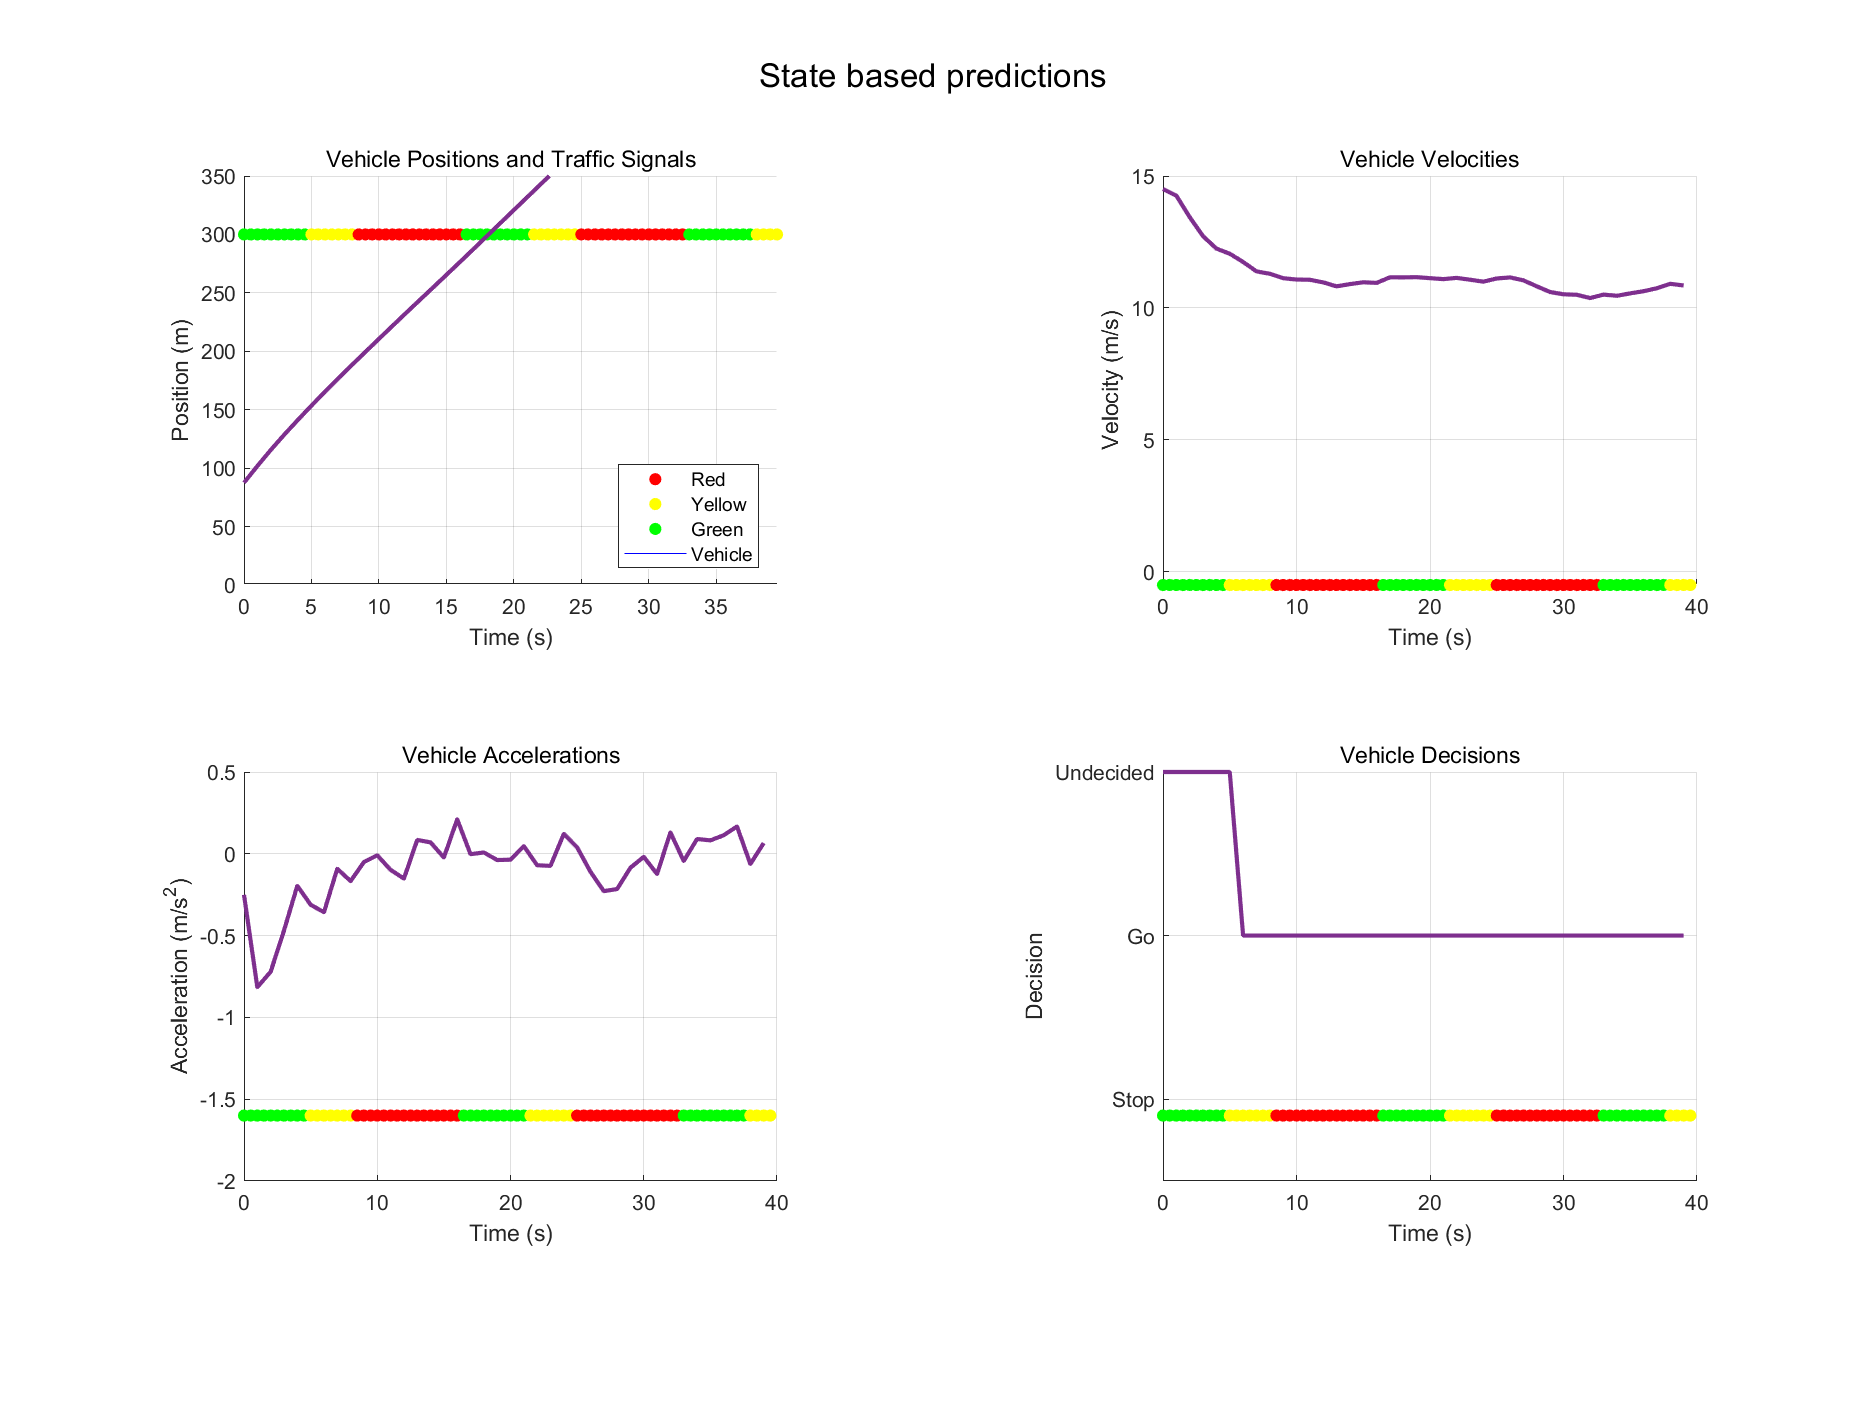 State based predictions
Vehicle Positions and Traffic Signals
350
300
250
200
150
100
50
0
Position (m)
0 5 10 15 20 25 30 35
Time (s)
Red
Yellow
Green
Vehicle
Vehicle Velocities
15
10
5
0
Velocity (m/s)
0 10 20 30 40
Time (s)
Vehicle Accelerations
0.5
0
-0.5
-1
-1.5
-2
Acceleration (m/s²)
0 10 20 30 40
Time (s)
Vehicle Decisions
Undecided
Go
Stop
Decision
0 10 20 30 40
Time (s)